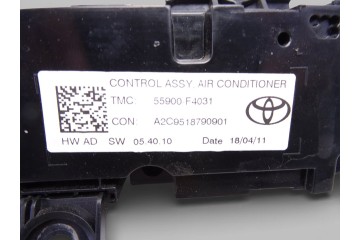 CONTROL ASSY. AIR CONDITIONER
TMC: 55900 F4031
CON: A2C9518790901
HW AD SW 05.40.10 Date 18/04/11